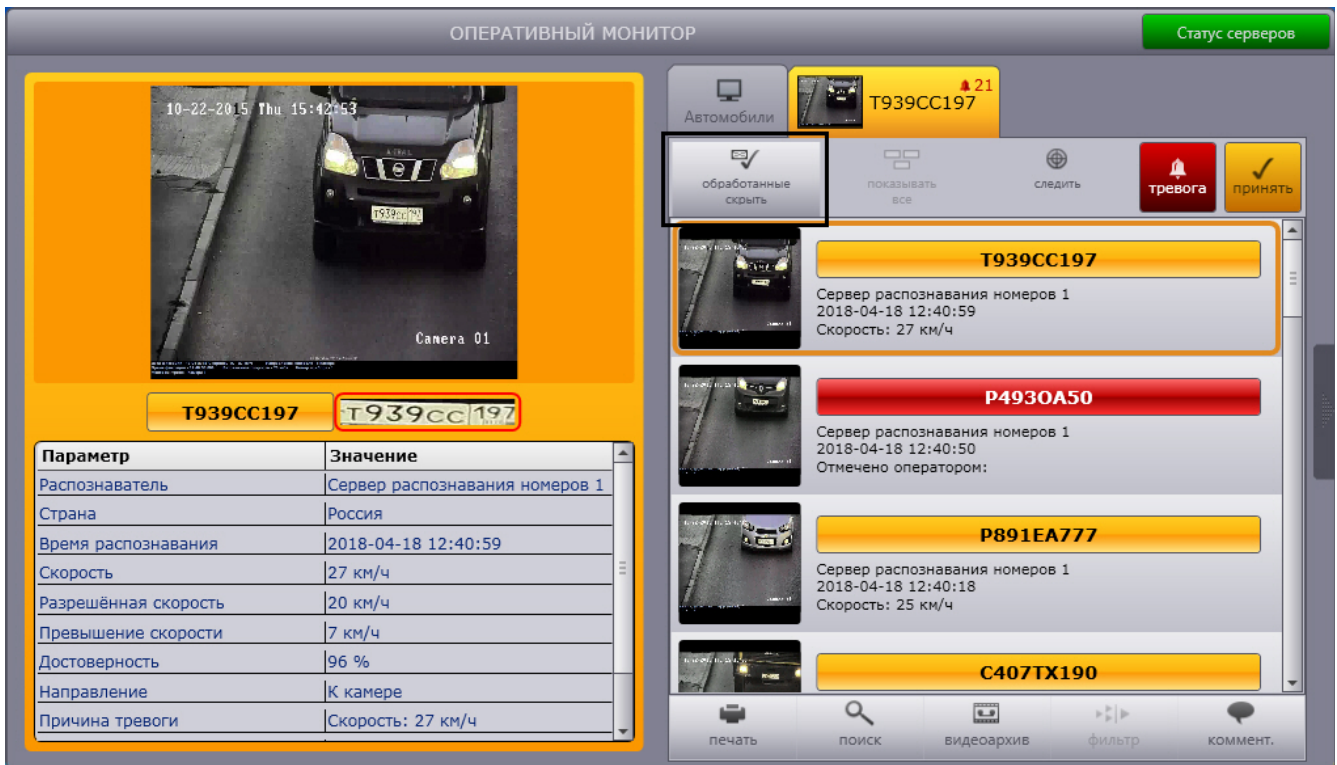 ОПЕРАТИВНЫЙ МОНИТОР
Статус серверов
10-22-2015 Thu 15:42:53
Т939сс 197
Camera 01
T939CC197
Т939сс 197
Параметр Значение
Распознаватель Сервер распознавания номеров 1
Страна Россия
Время распознавания 2018-04-18 12:40:59
Скорость 27 км/ч
Разрешённая скорость 20 км/ч
Превышение скорости 7 км/ч
Достоверность 96 %
Направление К камере
Причина тревоги Скорость: 27 км/ч
Автомобили
T939CC197
21
обработанные
скрыть
показывать
все
следить
тревога
принять
T939CC197
Сервер распознавания номеров 1
2018-04-18 12:40:59
Скорость: 27 км/ч
P493OA50
Сервер распознавания номеров 1
2018-04-18 12:40:50
Отмечено оператором:
P891EA777
Сервер распознавания номеров 1
2018-04-18 12:40:18
Скорость: 25 км/ч
C407TX190
печать
поиск
видеоархив
фильтр
коммент.